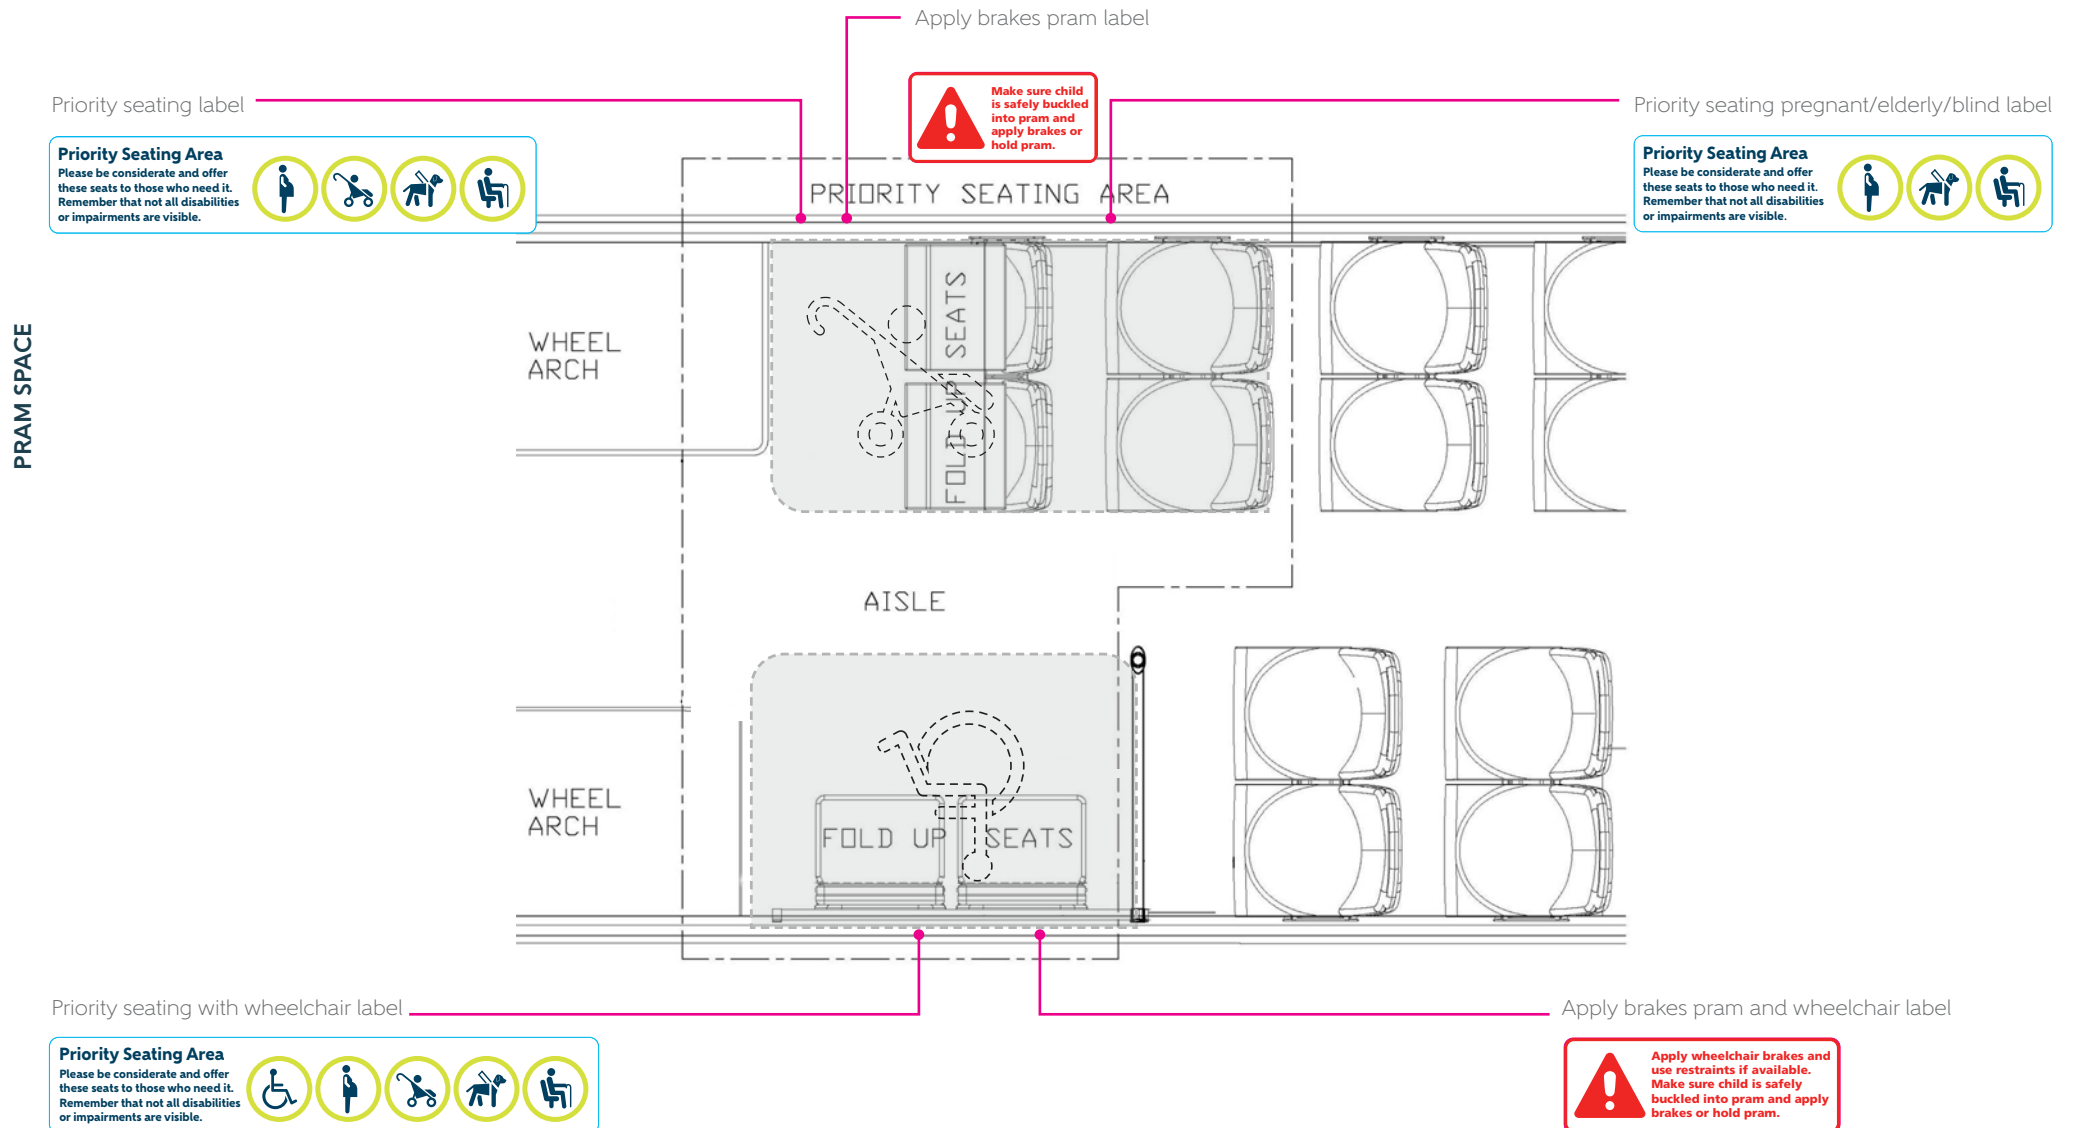 Apply brakes pram label
Priority seating label
Priority seating pregnant/elderly/blind label
Make sure child
is safely buckled
into pram and
apply brakes or
hold pram.
Priority Seating Area
Please be considerate and offer
these seats to those who need it.
Remember that not all disabilities
or impairments are visible.
Priority Seating Area
Please be considerate and offer
these seats to those who need it.
Remember that not all disabilities
or impairments are visible.
PRIORITY SEATING AREA
PRAM SPACE
WHEEL
ARCH
FOLD UP SEATS
AISLE
WHEEL
ARCH
FOLD UP SEATS
Priority seating with wheelchair label
Apply brakes pram and wheelchair label
Priority Seating Area
Please be considerate and offer
these seats to those who need it.
Remember that not all disabilities
or impairments are visible.
Apply wheelchair brakes and
use restraints if available.
Make sure child is safely
buckled into pram and apply
brakes or hold pram.